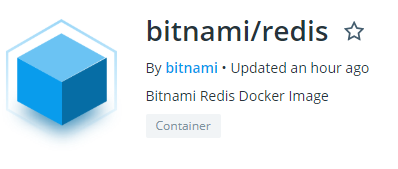 bitnami/redis
By bitnami • Updated an hour ago
Bitnami Redis Docker Image
Container